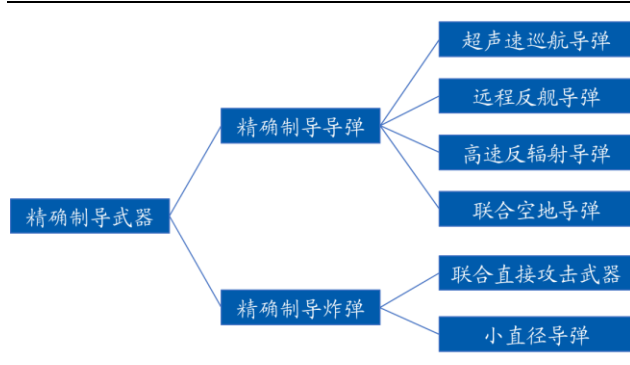 精确制导武器
精确制导导弹
超声速巡航导弹
远程反舰导弹
高速反辐射导弹
联合空地导弹
精确制导炸弹
联合直接攻击武器
小直径导弹